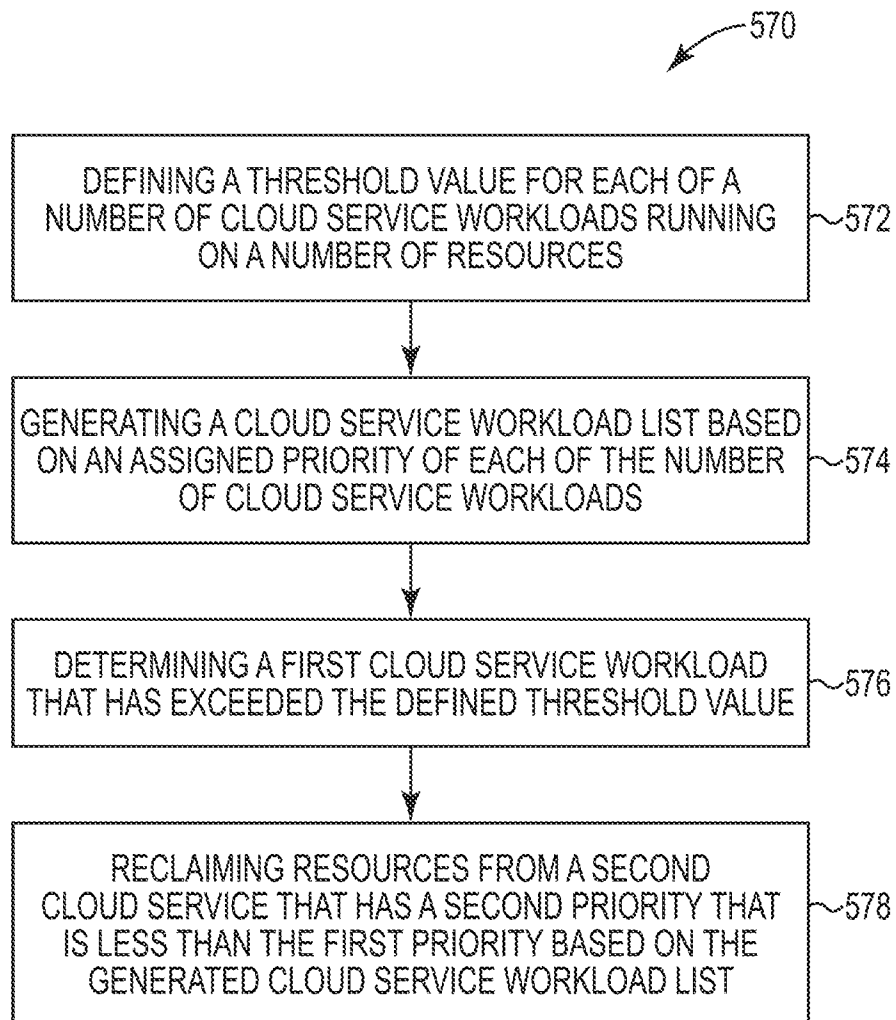 570
DEFINING A THRESHOLD VALUE FOR EACH OF A
NUMBER OF CLOUD SERVICE WORKLOADS RUNNING
ON A NUMBER OF RESOURCES
572
GENERATING A CLOUD SERVICE WORKLOAD LIST BASED
ON AN ASSIGNED PRIORITY OF EACH OF THE NUMBER
OF CLOUD SERVICE WORKLOADS
574
DETERMINING A FIRST CLOUD SERVICE WORKLOAD
THAT HAS EXCEEDED THE DEFINED THRESHOLD VALUE
576
RECLAIMING RESOURCES FROM A SECOND
CLOUD SERVICE THAT HAS A SECOND PRIORITY THAT
IS LESS THAN THE FIRST PRIORITY BASED ON THE
GENERATED CLOUD SERVICE WORKLOAD LIST
578